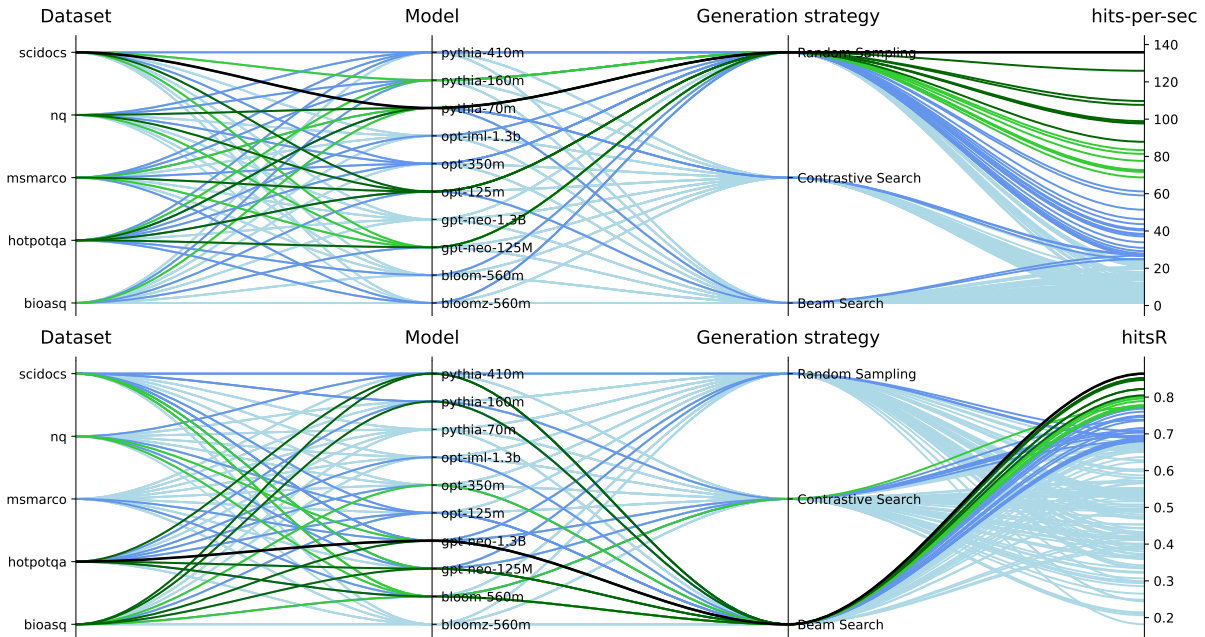 Dataset Model Generation strategy hits-per-sec
scidocs pythia-410m Random Sampling 140
pythia-160m 120
nq pythia-70m 100
opt-iml-1.3b
opt-350m 80
msmarco Contrastive Search
opt-125m 60
gpt-neo-1.3B 40
hotpotqa gpt-neo-125M
bloom-560m 20
bioasq bloomz-560m Beam Search 0
Dataset Model Generation strategy hitsR
scidocs pythia-410m Random Sampling
pythia-160m 0.8
nq pythia-70m 0.7
opt-iml-1.3b 0.6
opt-350m
msmarco Contrastive Search 0.5
opt-125m
gpt-neo-1.3B 0.4
hotpotqa gpt-neo-125M 0.3
bloom-560m 0.2
bioasq bloomz-560m Beam Search